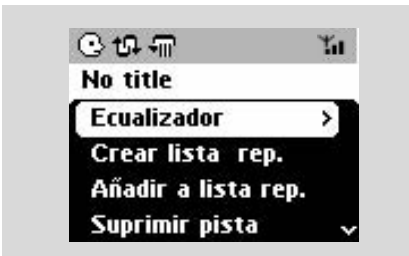 No title
Ecualizador >
Crear lista rep.
Añadir a lista rep.
Suprimir pista